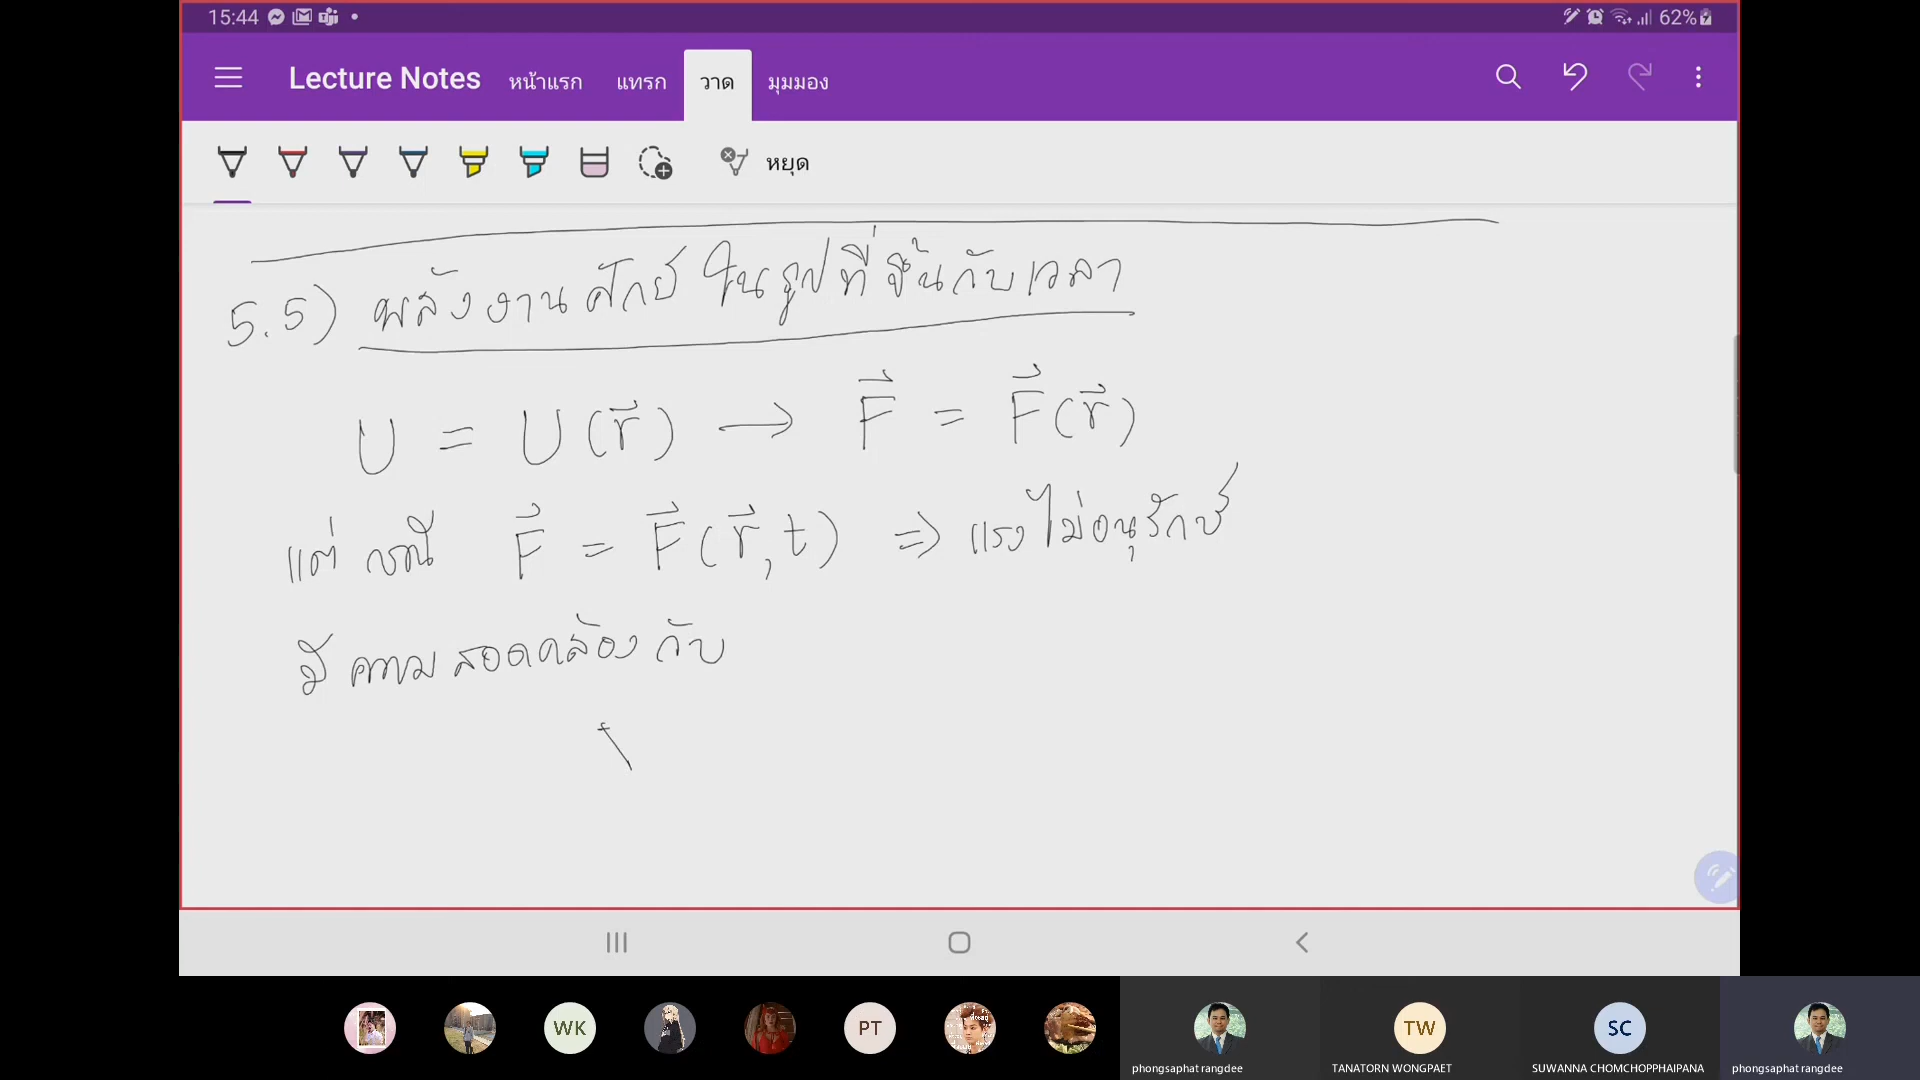 15:44
62%
Lecture Notes หน้าแรก แทรก วาด มุมมอง
หยุด
5.5) พลังงานศักย์ในรูปที่ขึ้นกับเวลา
U = U(r⃗) → F⃗ = F⃗(r⃗)
แต่ กรณี F⃗ = F⃗(r⃗,t) ⇒ แรงไม่อนุรักษ์
มี ความ สอดคล้อง กับ
WK
PT
phongsaphat rangdee
TW
TANATORN WONGPAET
SC
SUWANNA CHOMCHOPPHAIPANA
phongsaphat rangdee